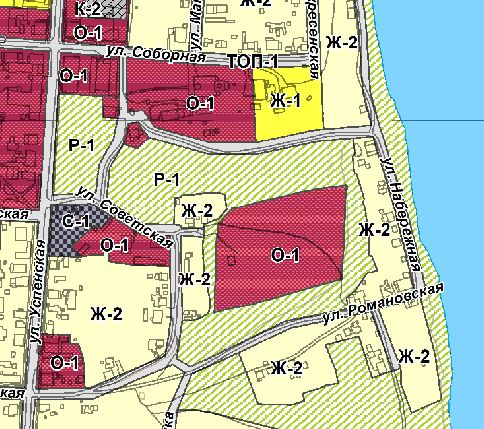 К-2
О-1
ул. Соборная
ТОП-1
Ж-2
О-1
О-1
Ж-1
Р-1
Р-1
ул. Набережная
ул. Советская
Ж-2
Ж-2
С-1
О-1
О-1
Ж-2
ул. Успенская
Ж-2
ул. Романовская
О-1
Ж-2
Ж-2